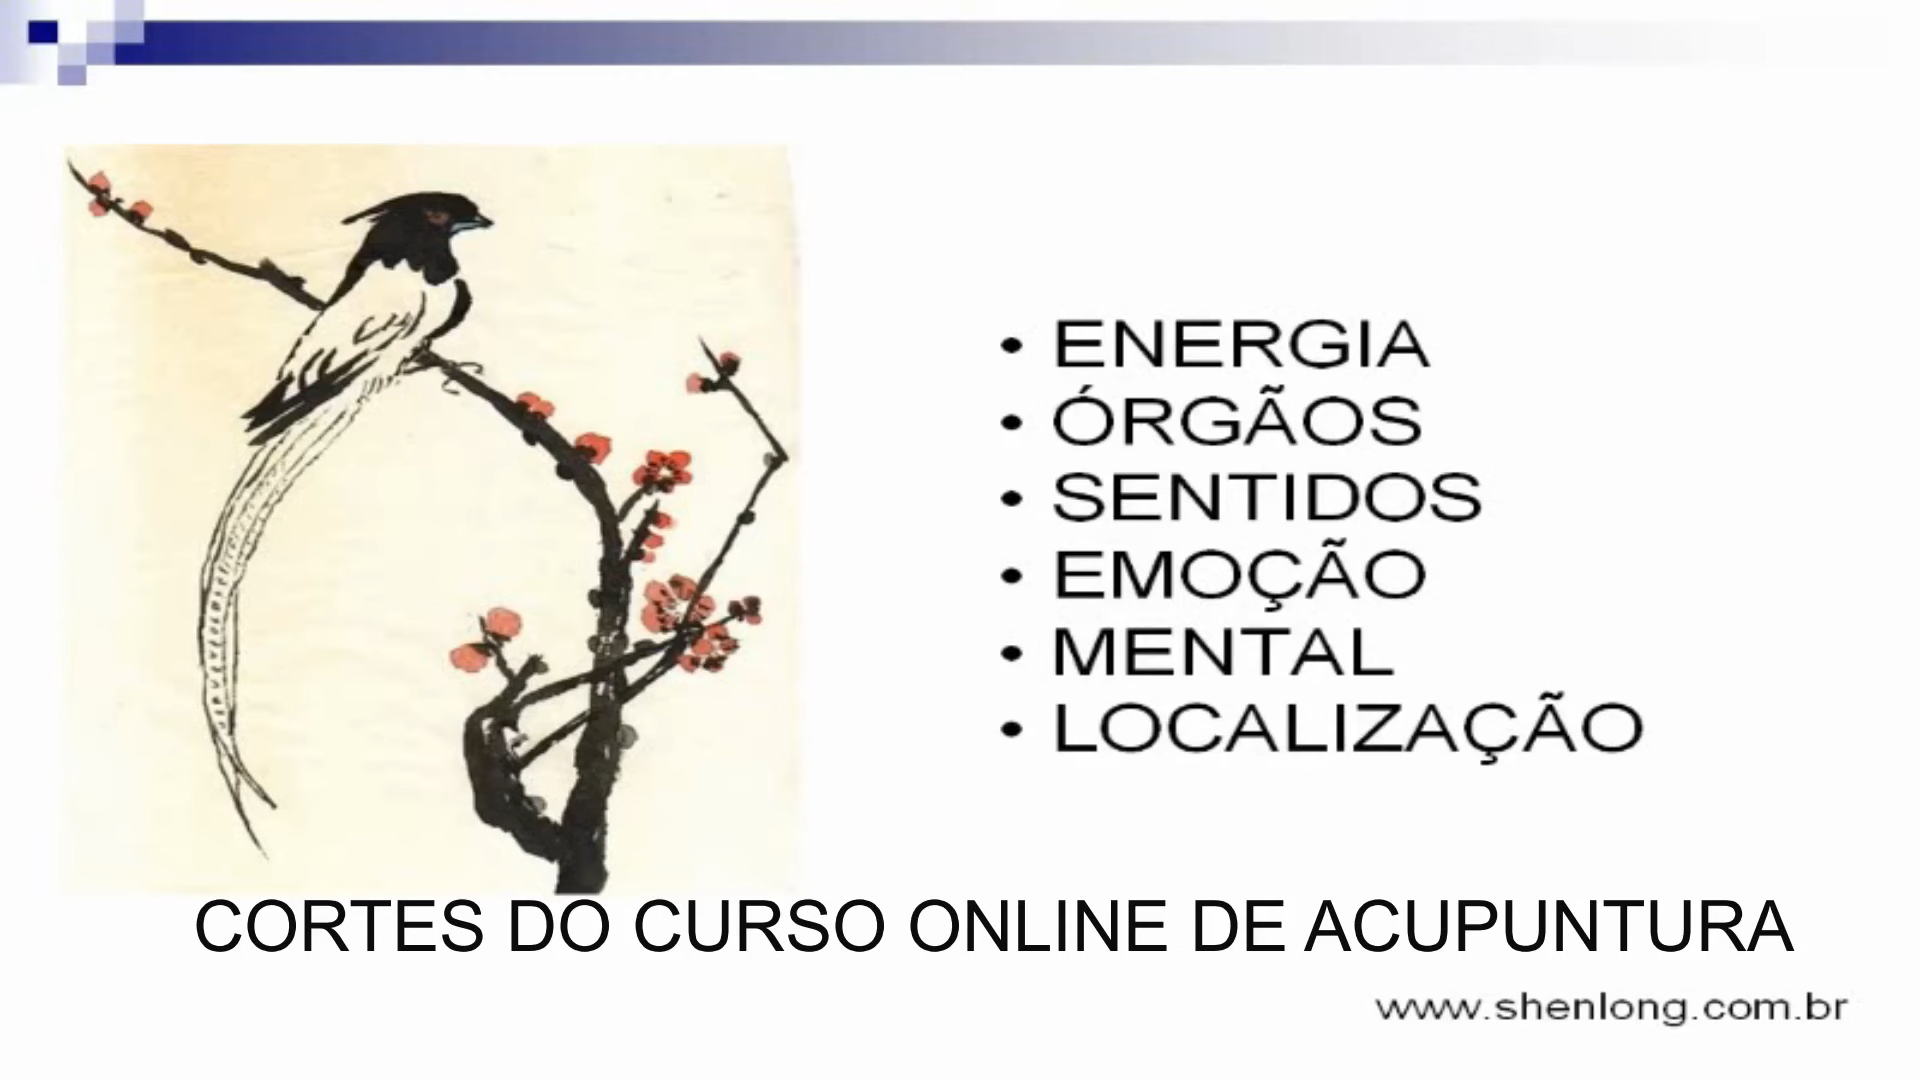 • ENERGIA
• ÓRGÃOS
• SENTIDOS
• EMOÇÃO
• MENTAL
• LOCALIZAÇÃO
CORTES DO CURSO ONLINE DE ACUPUNTURA
www.shenlong.com.br